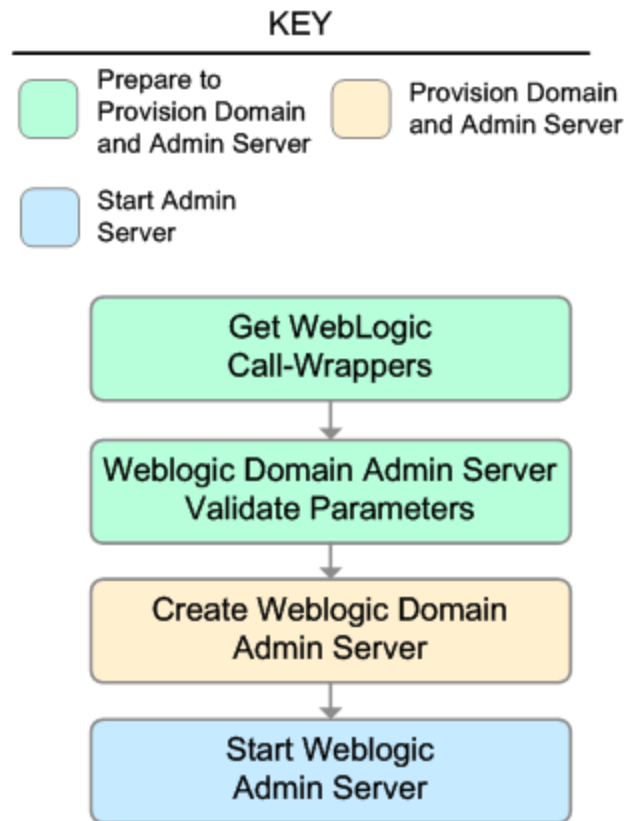 KEY
Prepare to
Provision Domain
and Admin Server
Provision Domain
and Admin Server
Start Admin
Server
Get WebLogic
Call-Wrappers
Weblogic Domain Admin Server
Validate Parameters
Create Weblogic Domain
Admin Server
Start Weblogic
Admin Server